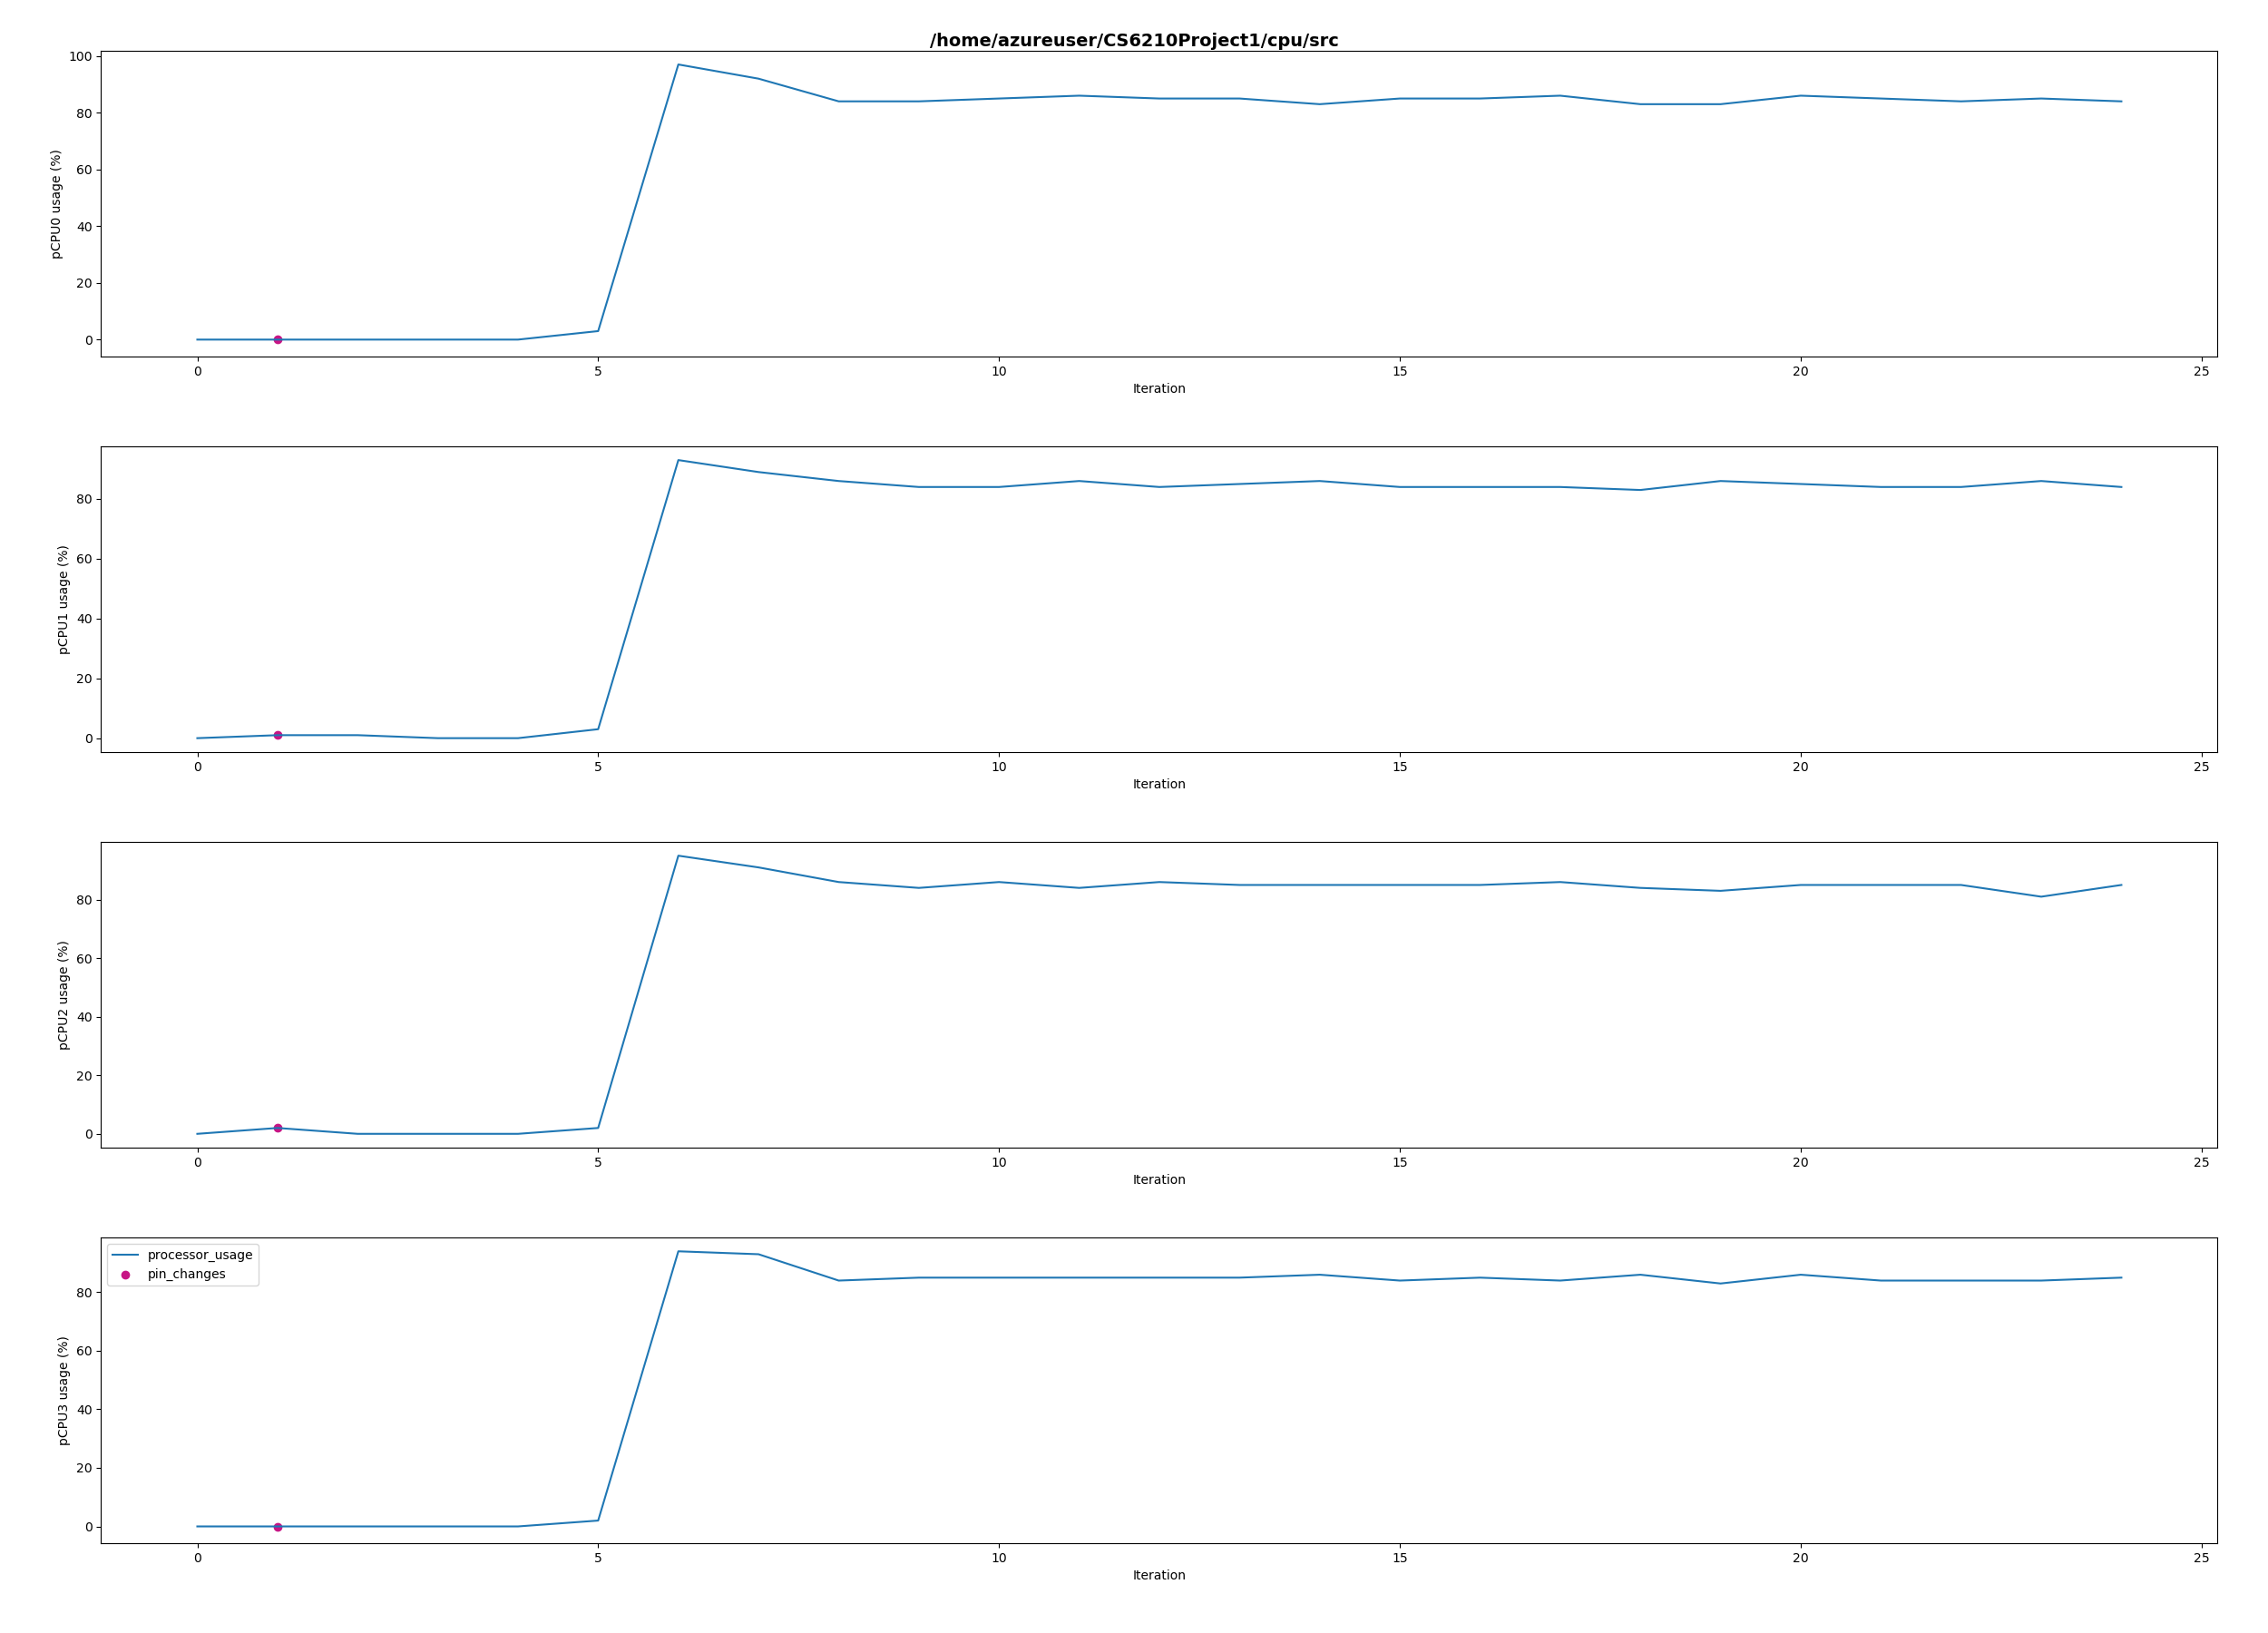 /home/azureuser/CS6210Project1/cpu/src
100
80
60
40
20
0
pCPU0 usage (%)
0 5 10 15 20 25
Iteration
80
60
40
20
0
pCPU1 usage (%)
0 5 10 15 20 25
Iteration
80
60
40
20
0
pCPU2 usage (%)
0 5 10 15 20 25
Iteration
processor_usage
pin_changes
80
60
40
20
0
pCPU3 usage (%)
0 5 10 15 20 25
Iteration